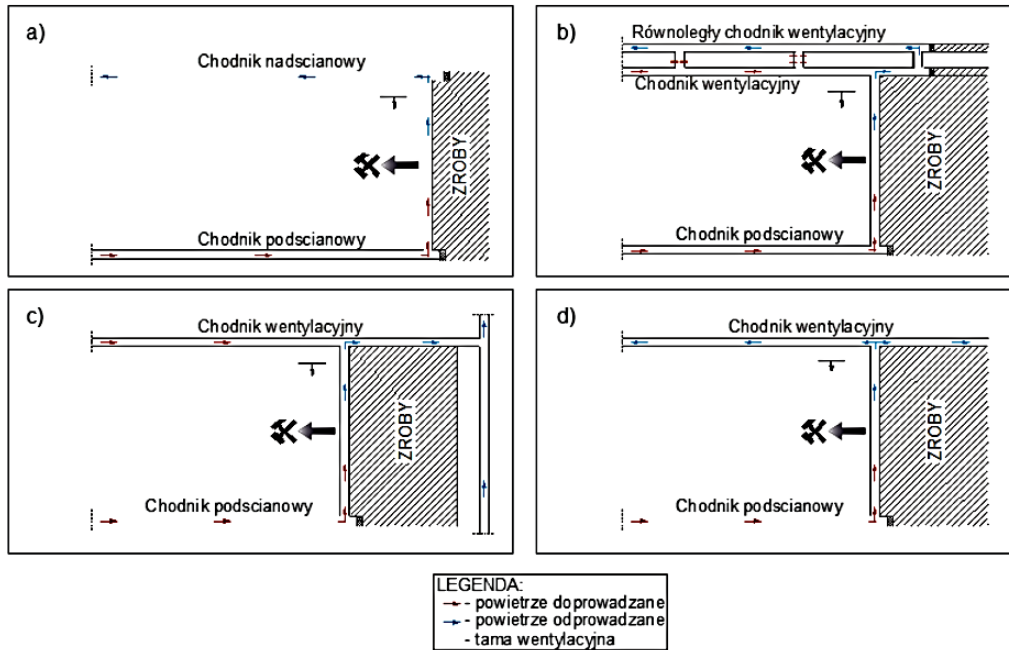 a)
Chodnik nadscianowy
ZROBY
Chodnik podscianowy
b)
Równoległy chodnik wentylacyjny
Chodnik wentylacyjny
ZROBY
Chodnik podscianowy
c)
Chodnik wentylacyjny
ZROBY
Chodnik podscianowy
d)
Chodnik wentylacyjny
ZROBY
Chodnik podscianowy
LEGENDA:
- powietrze doprowadzane
- powietrze odprowadzane
- tama wentylacyjna